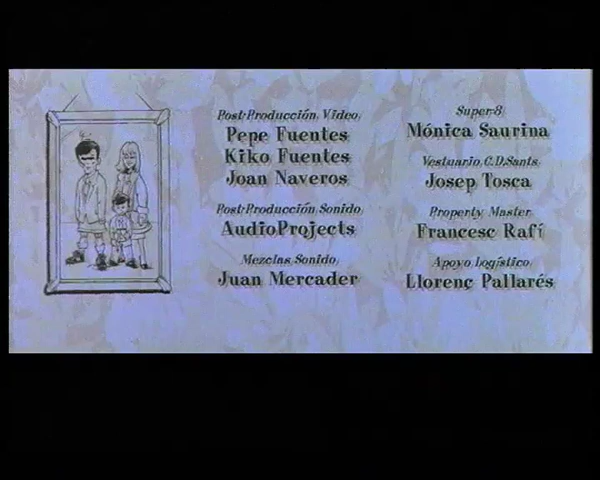 Post-Producción Video
Pepe Fuentes
Kiko Fuentes
Joan Naveros
Post-Producción Sonido
AudioProjects
Mezclas Sonido
Juan Mercader
Super-8
Mónica Saurina
Vestuario C.D.Sants
Josep Tosca
Property Master
Francesc Rafí
Apoyo Logístico
Llorenç Pallarés